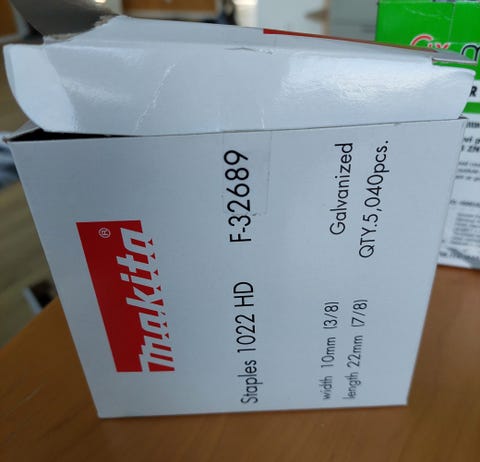 makita®
Staples 1022 HD F-32689
width 10mm (3/8)
length 22mm (7/8)
Galvanized
QTY.5,040pcs.